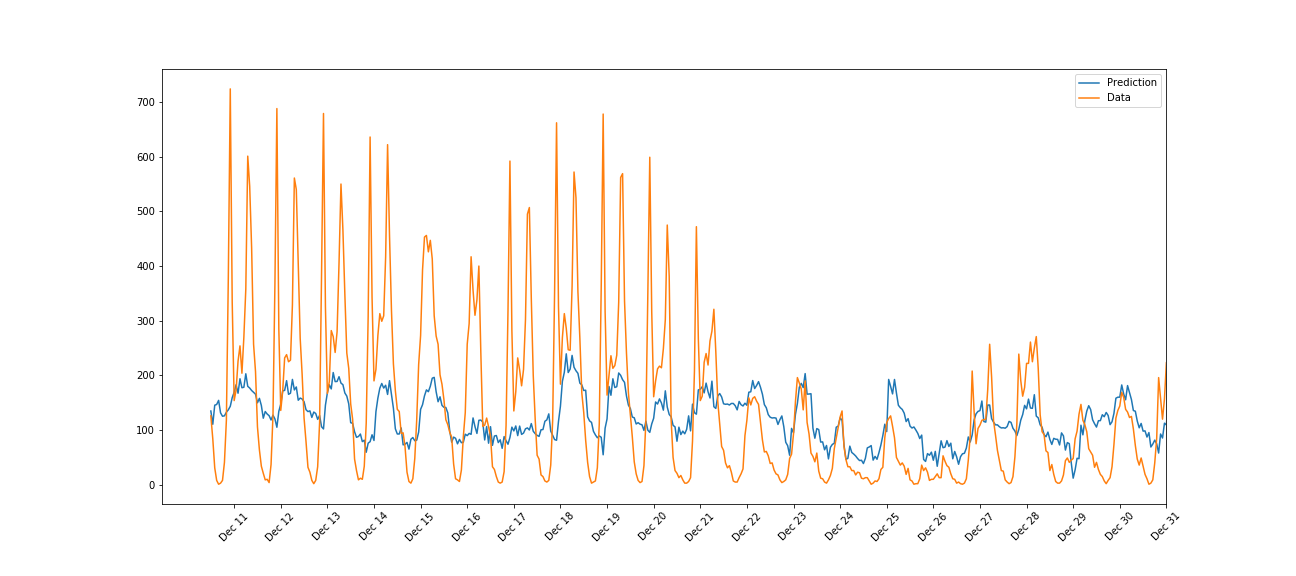 Prediction
Data
700
600
500
400
300
200
100
0
Dec 11
Dec 12
Dec 13
Dec 14
Dec 15
Dec 16
Dec 17
Dec 18
Dec 19
Dec 20
Dec 21
Dec 22
Dec 23
Dec 24
Dec 25
Dec 26
Dec 27
Dec 28
Dec 29
Dec 30
Dec 31